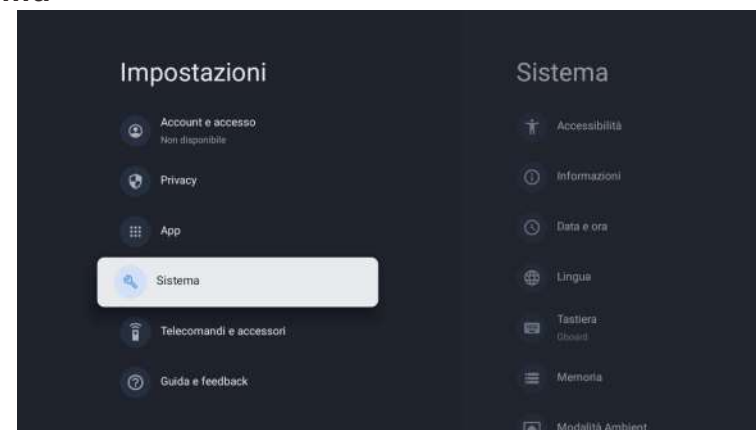 Impostazioni
Account e accesso
Non disponibile
Privacy
App
Sistema
Telecomandi e accessori
Guida e feedback
Sistema
Accessibilità
Informazioni
Data e ora
Lingua
Tastiera
Gboard
Memoria
Modalità Ambient